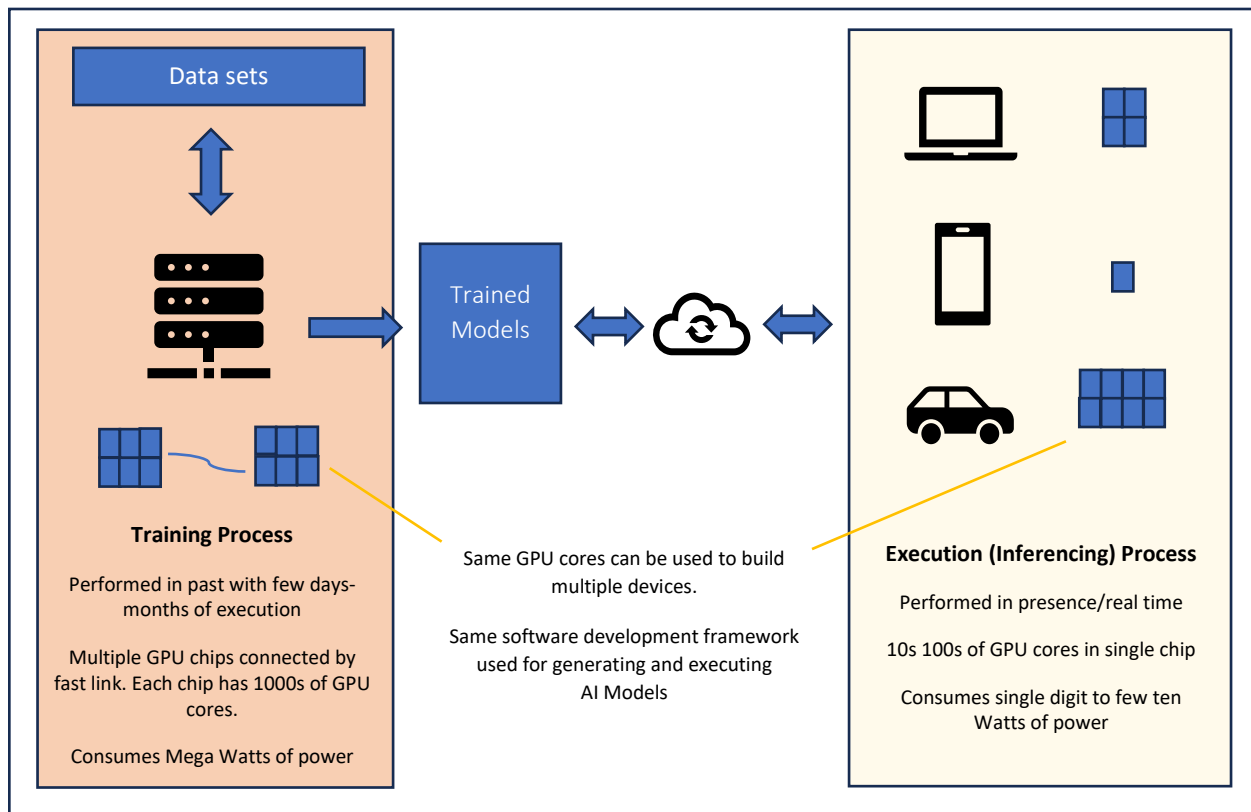 Data sets
Trained
Models
Training Process
Performed in past with few days-
months of execution
Multiple GPU chips connected by
fast link. Each chip has 1000s of GPU
cores.
Consumes Mega Watts of power
Same GPU cores can be used to build
multiple devices.
Same software development framework
used for generating and executing
AI Models
Execution (Inferencing) Process
Performed in presence/real time
10s 100s of GPU cores in single chip
Consumes single digit to few ten
Watts of power